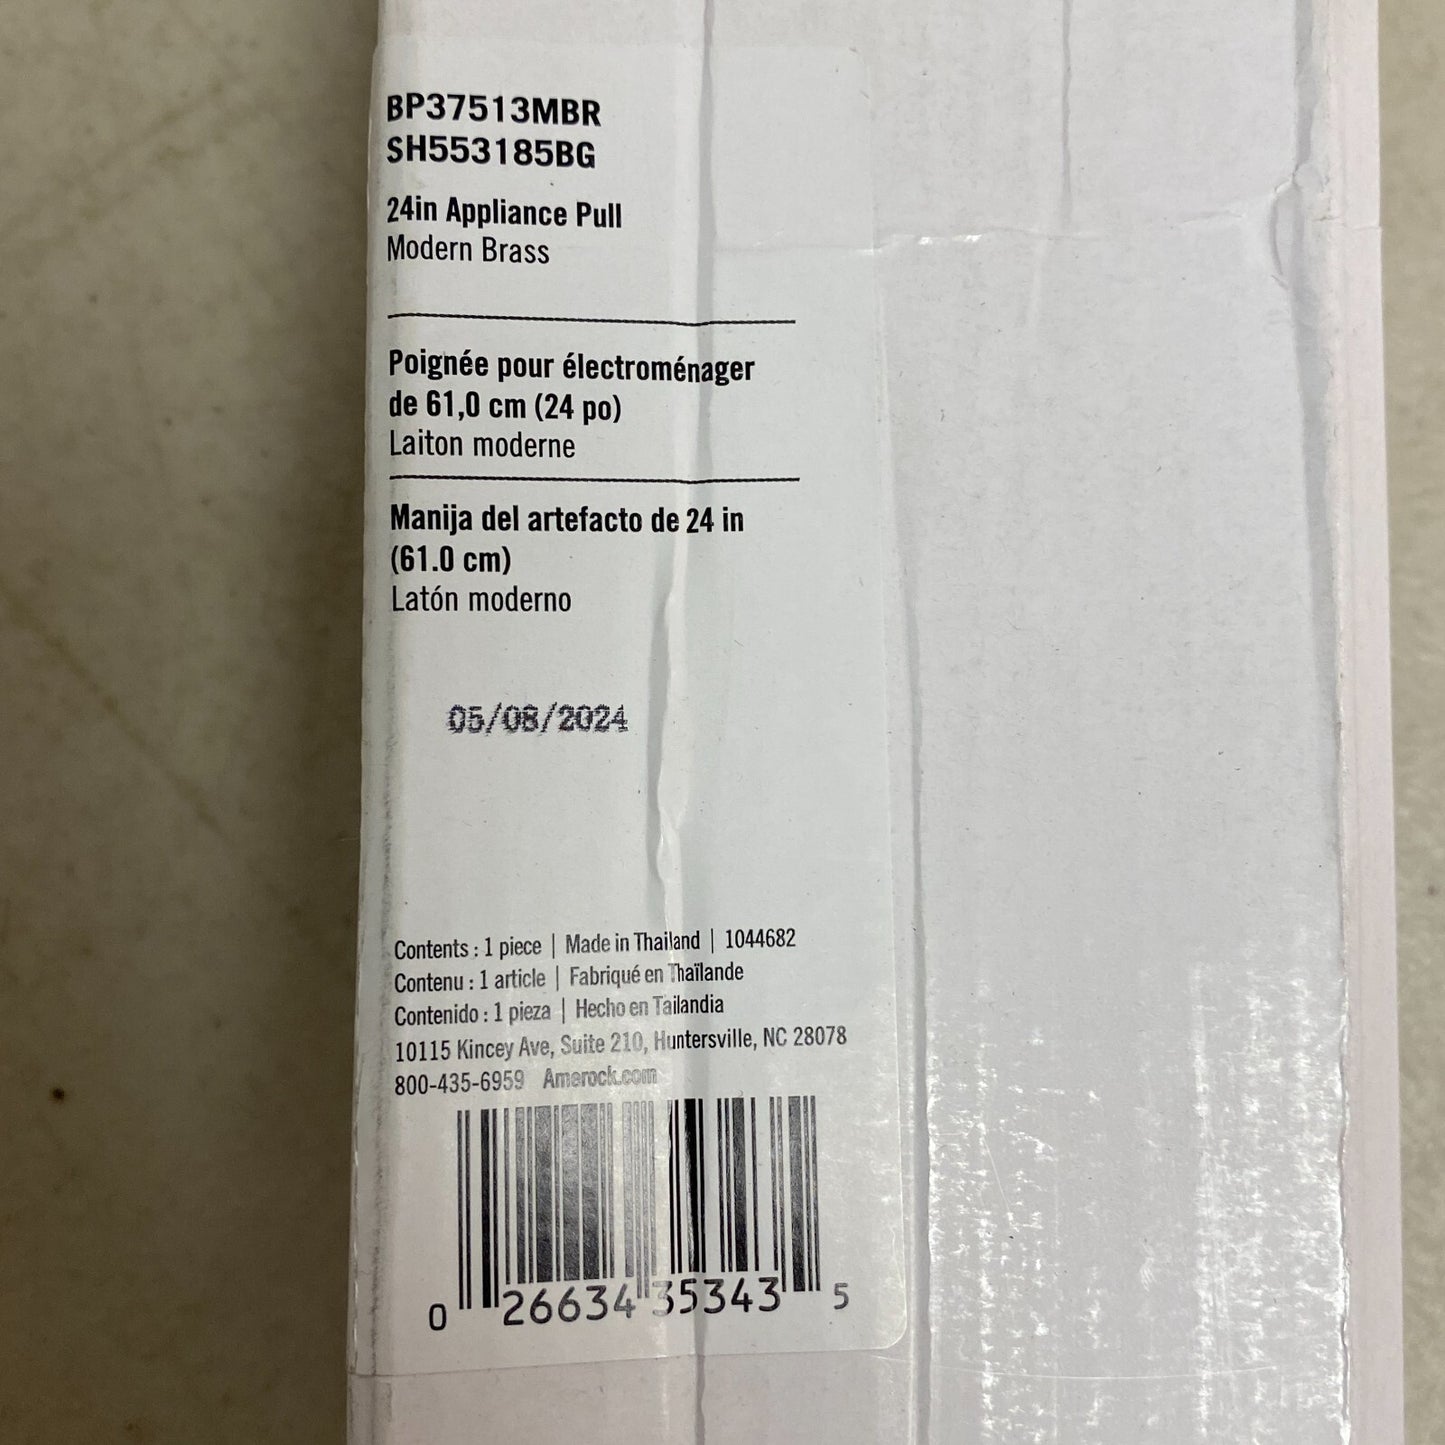 BP37513MBR
SH553185BG
24in Appliance Pull
Modern Brass
Poignée pour électroménager
de 61,0 cm (24 po)
Laiton moderne
Manija del artefacto de 24 in
(61.0 cm)
Latón moderno
05/08/2024
Contents : 1 piece | Made in Thailand | 1044682
Contenu : 1 article | Fabriqué en Thaïlande
Contenido : 1 pieza | Hecho en Tailandia
10115 Kincey Ave, Suite 210, Huntersville, NC 28078
800-435-6959 Amerock.com
0 26634 35343 5